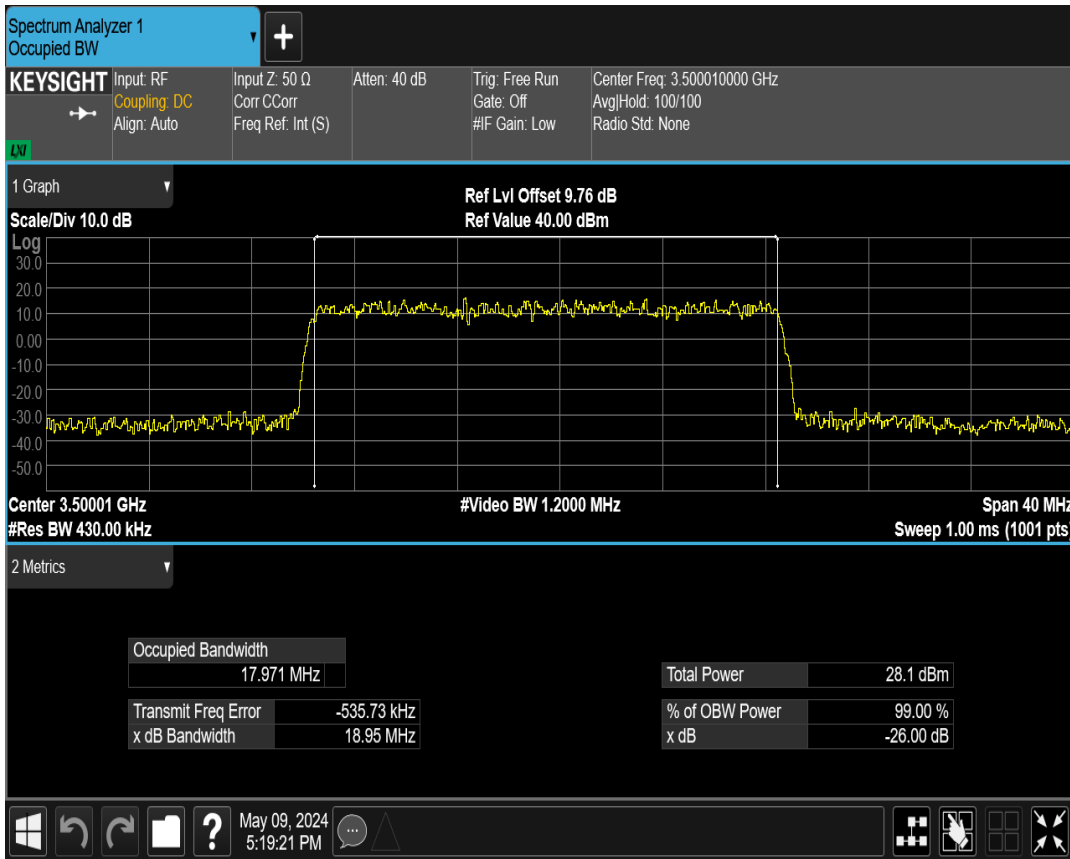 Spectrum Analyzer 1
Occupied BW
KEYSIGHT
LXI
Input: RF
Coupling: DC
Align: Auto
Input Z: 50 Ω
Corr CCorr
Freq Ref: Int (S)
Atten: 40 dB
Trig: Free Run
Gate: Off
#IF Gain: Low
Center Freq: 3.500010000 GHz
Avg|Hold: 100/100
Radio Std: None
1 Graph
Scale/Div 10.0 dB
Ref Lvl Offset 9.76 dB
Ref Value 40.00 dBm
Log
30.0
20.0
10.0
0.00
-10.0
-20.0
-30.0
-40.0
-50.0
Center 3.50001 GHz
#Res BW 430.00 kHz
#Video BW 1.2000 MHz
Span 40 MHz
Sweep 1.00 ms (1001 pts)
2 Metrics
Occupied Bandwidth
17.971 MHz
Transmit Freq Error -535.73 kHz
x dB Bandwidth 18.95 MHz
Total Power 28.1 dBm
% of OBW Power 99.00 %
x dB -26.00 dB
?
May 09, 2024
5:19:21 PM